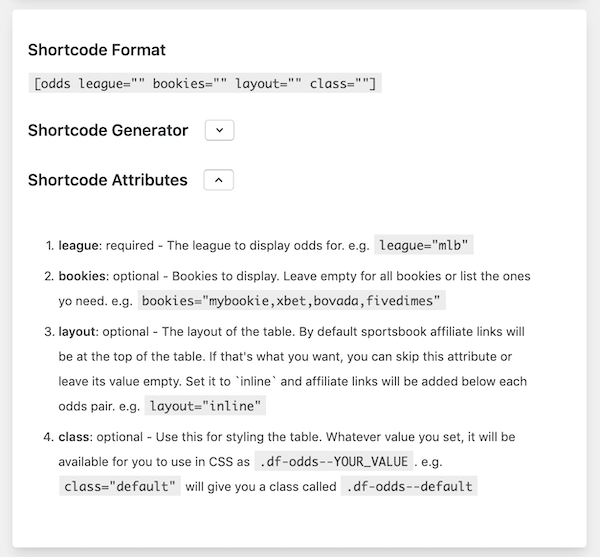 Shortcode Format
[odds league="" bookies="" layout="" class=""]
Shortcode Generator
Shortcode Attributes
1. league: required - The league to display odds for. e.g. league="mlb"
2. bookies: optional - Bookies to display. Leave empty for all bookies or list the ones
yo need. e.g. bookies="mybookie,xbet,bovada,fivedimes"
3. layout: optional - The layout of the table. By default sportsbook affiliate links will
be at the top of the table. If that's what you want, you can skip this attribute or
leave its value empty. Set it to `inline` and affiliate links will be added below each
odds pair. e.g. layout="inline"
4. class: optional - Use this for styling the table. Whatever value you set, it will be
available for you to use in CSS as .df-odds--YOUR_VALUE . e.g.
class="default" will give you a class called .df-odds--default